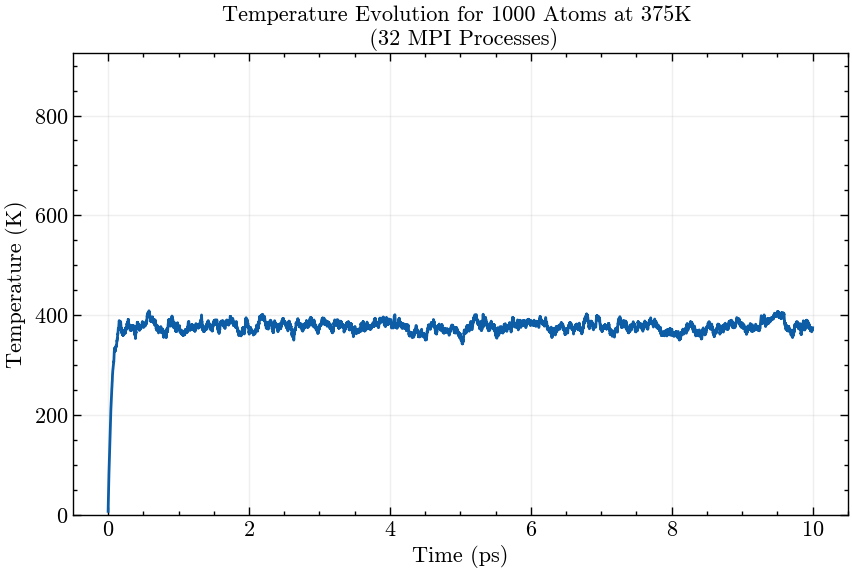 Temperature Evolution for 1000 Atoms at 375K
(32 MPI Processes)
Temperature (K)
800
600
400
200
0
0 2 4 6 8 10
Time (ps)